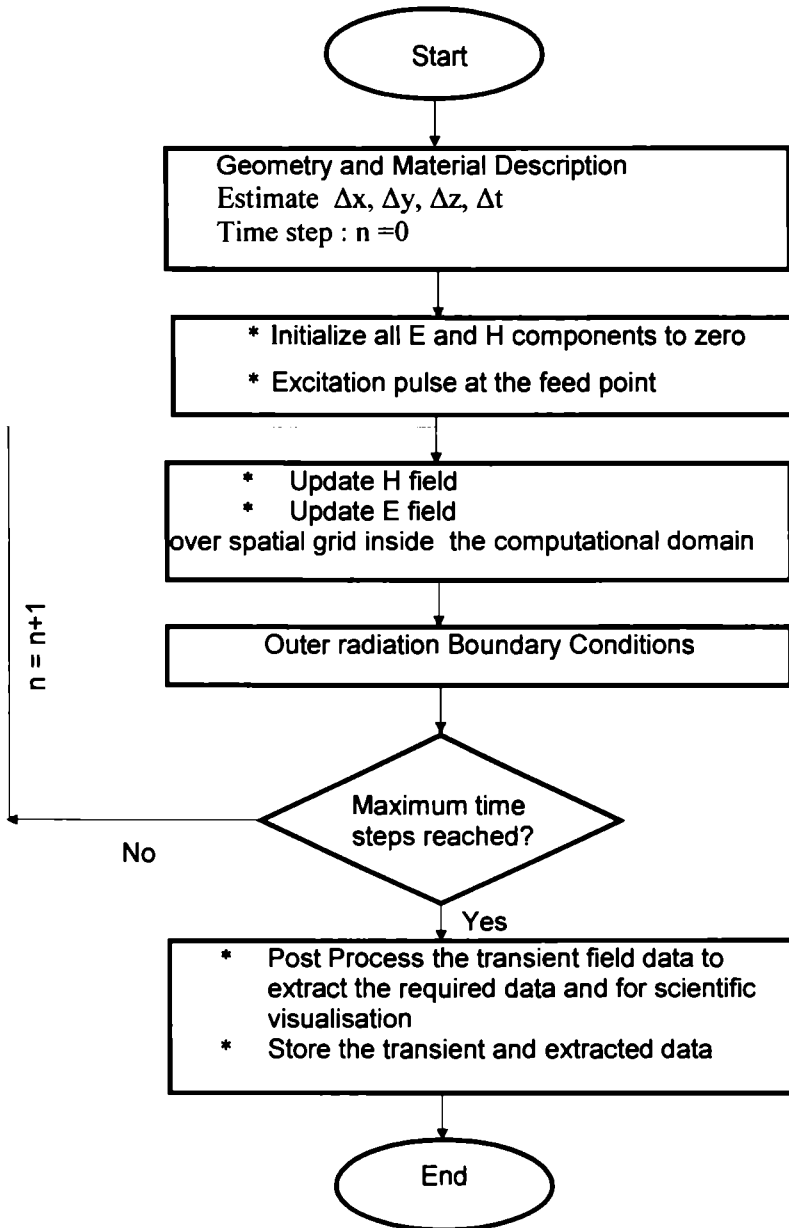 Start
Geometry and Material Description
Estimate Δx, Δy, Δz, Δt
Time step : n =0
* Initialize all E and H components to zero
* Excitation pulse at the feed point
* Update H field
* Update E field
over spatial grid inside the computational domain
Outer radiation Boundary Conditions
n = n+1
Maximum time
steps reached?
No
Yes
* Post Process the transient field data to
extract the required data and for scientific
visualisation
* Store the transient and extracted data
End